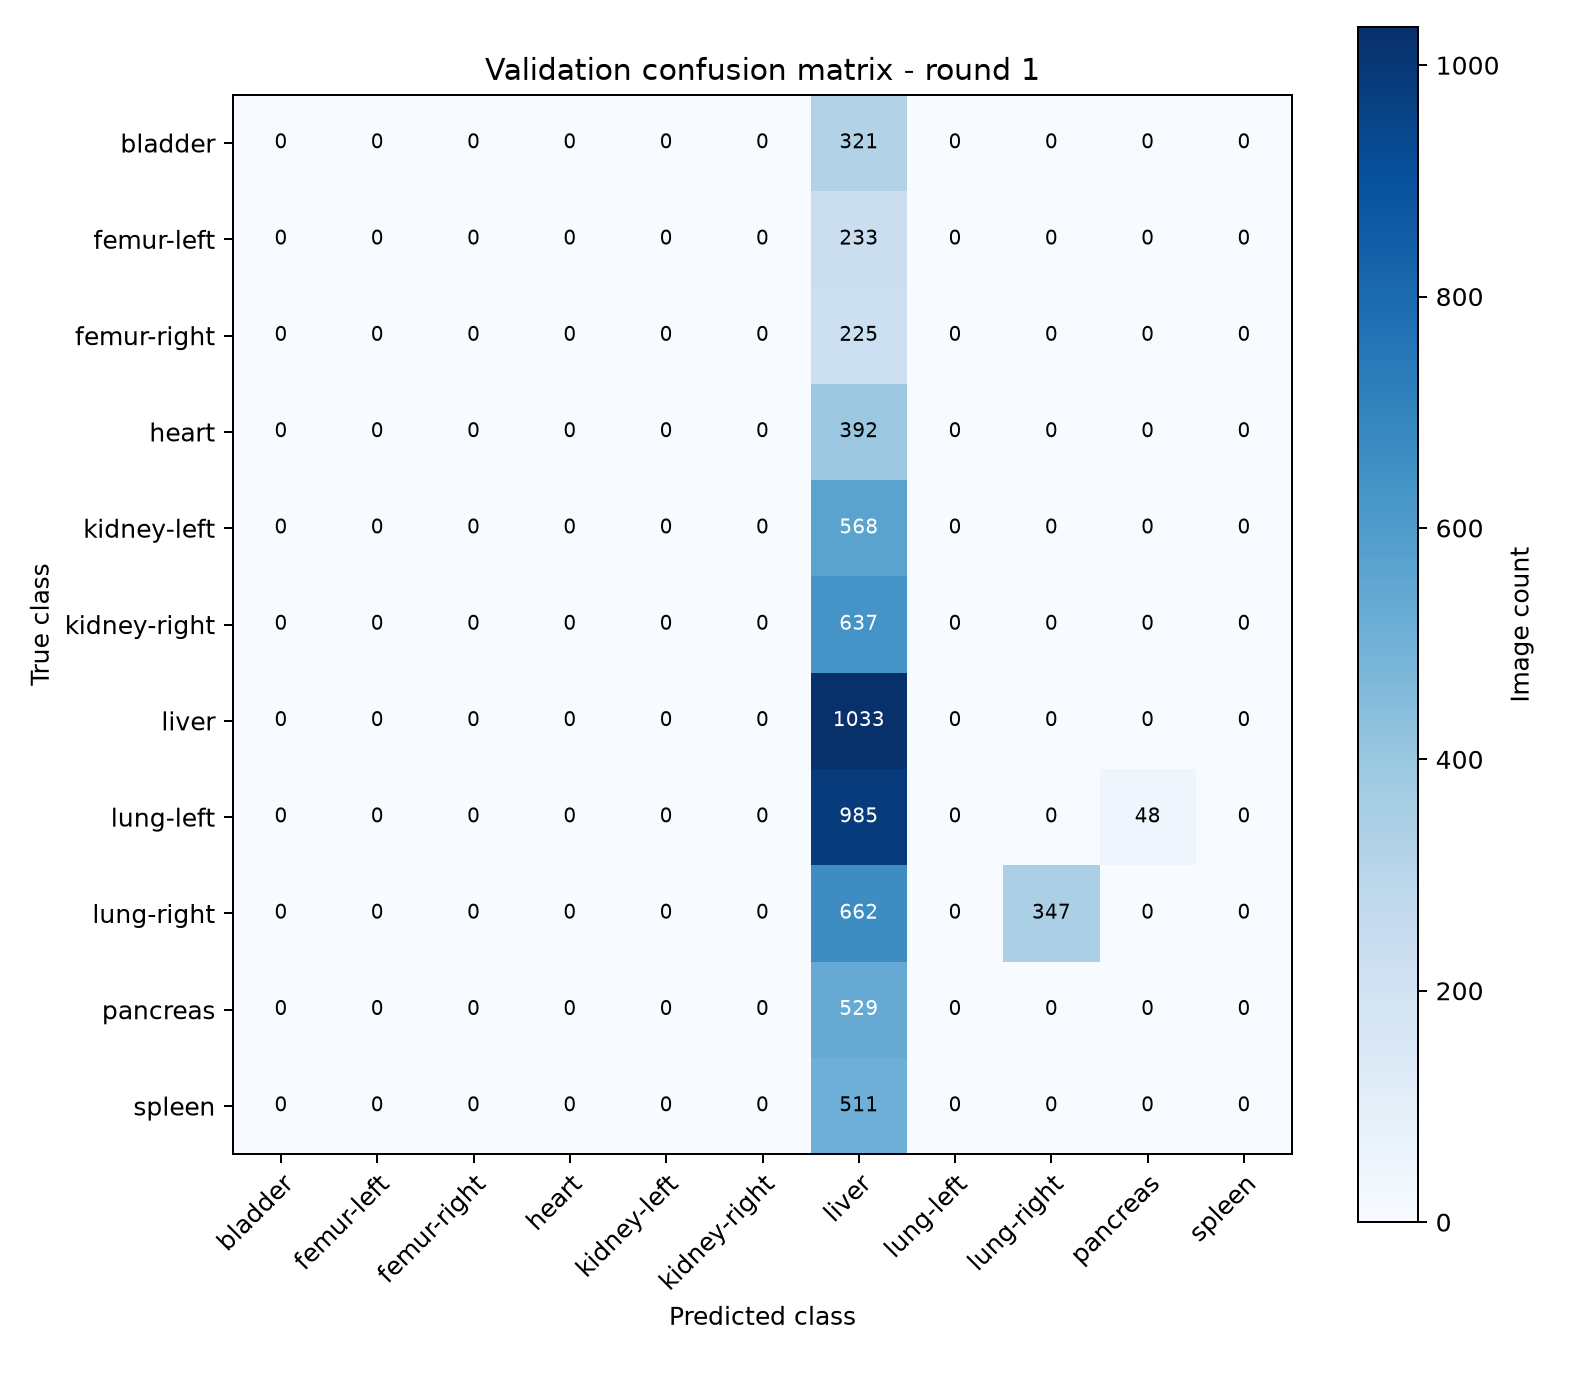 Validation confusion matrix - round 1
True class
bladder 0 0 0 0 0 0 321 0 0 0 0
femur-left 0 0 0 0 0 0 233 0 0 0 0
femur-right 0 0 0 0 0 0 225 0 0 0 0
heart 0 0 0 0 0 0 392 0 0 0 0
kidney-left 0 0 0 0 0 0 568 0 0 0 0
kidney-right 0 0 0 0 0 0 637 0 0 0 0
liver 0 0 0 0 0 0 1033 0 0 0 0
lung-left 0 0 0 0 0 0 985 0 0 48 0
lung-right 0 0 0 0 0 0 662 0 347 0 0
pancreas 0 0 0 0 0 0 529 0 0 0 0
spleen 0 0 0 0 0 0 511 0 0 0 0
bladder femur-left femur-right heart kidney-left kidney-right liver lung-left lung-right pancreas spleen
Predicted class
1000
800
600
400
200
0
Image count